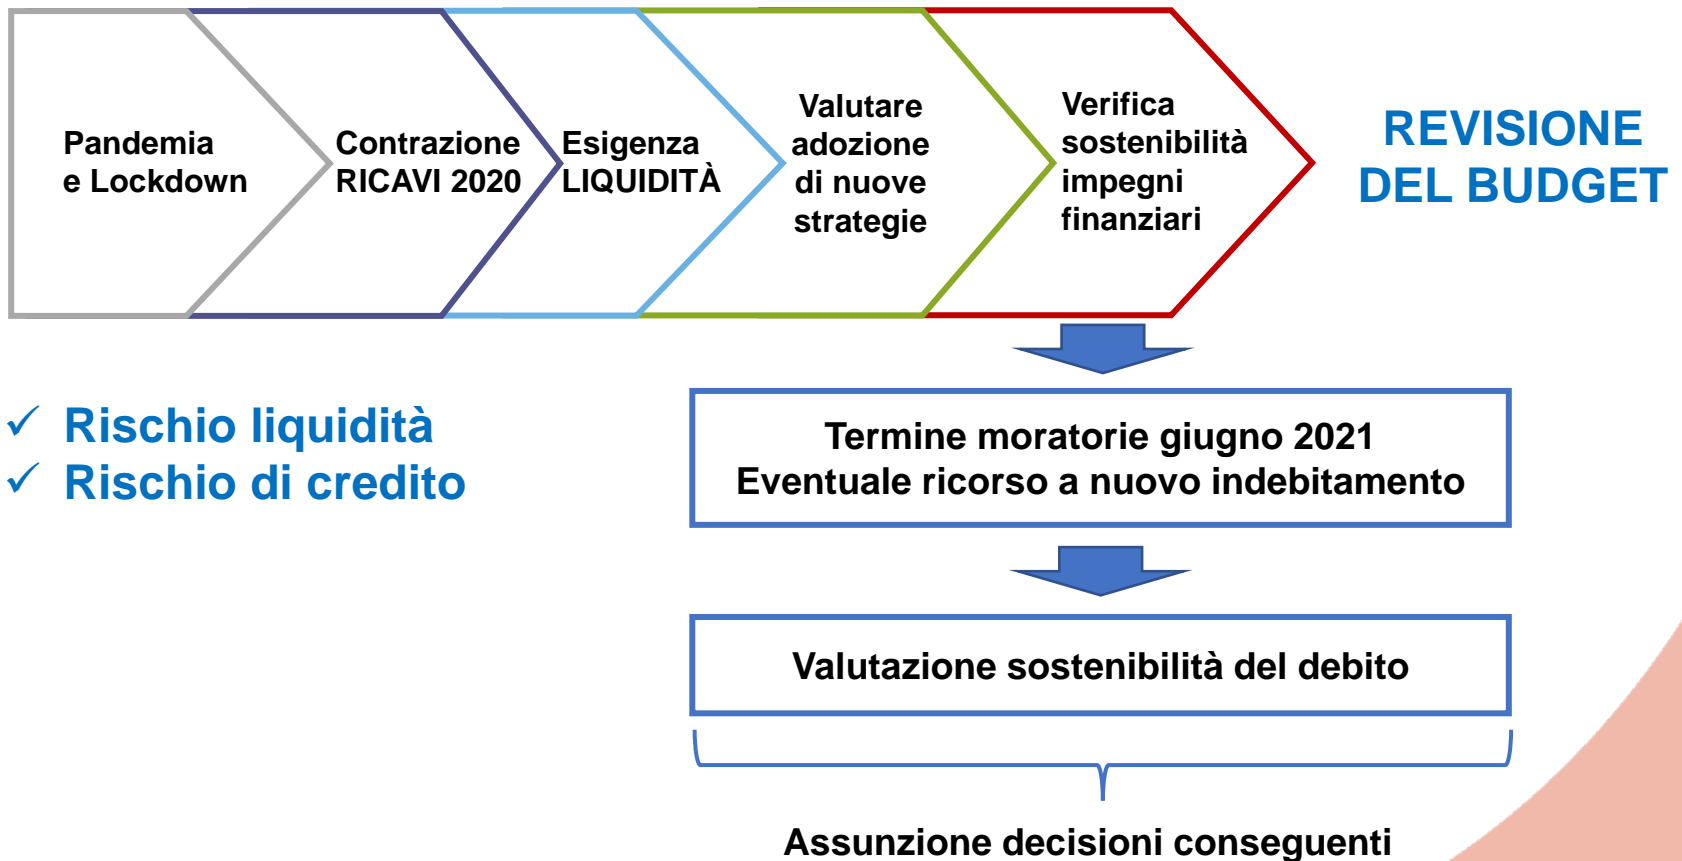 Pandemia
e Lockdown
Contrazione
RICAVI 2020
Esigenza
LIQUIDITÀ
Valutare
adozione
di nuove
strategie
Verifica
sostenibilità
impegni
finanziari
REVISIONE
DEL BUDGET
✓ Rischio liquidità
✓ Rischio di credito
Termine moratorie giugno 2021
Eventuale ricorso a nuovo indebitamento
Valutazione sostenibilità del debito
Assunzione decisioni conseguenti